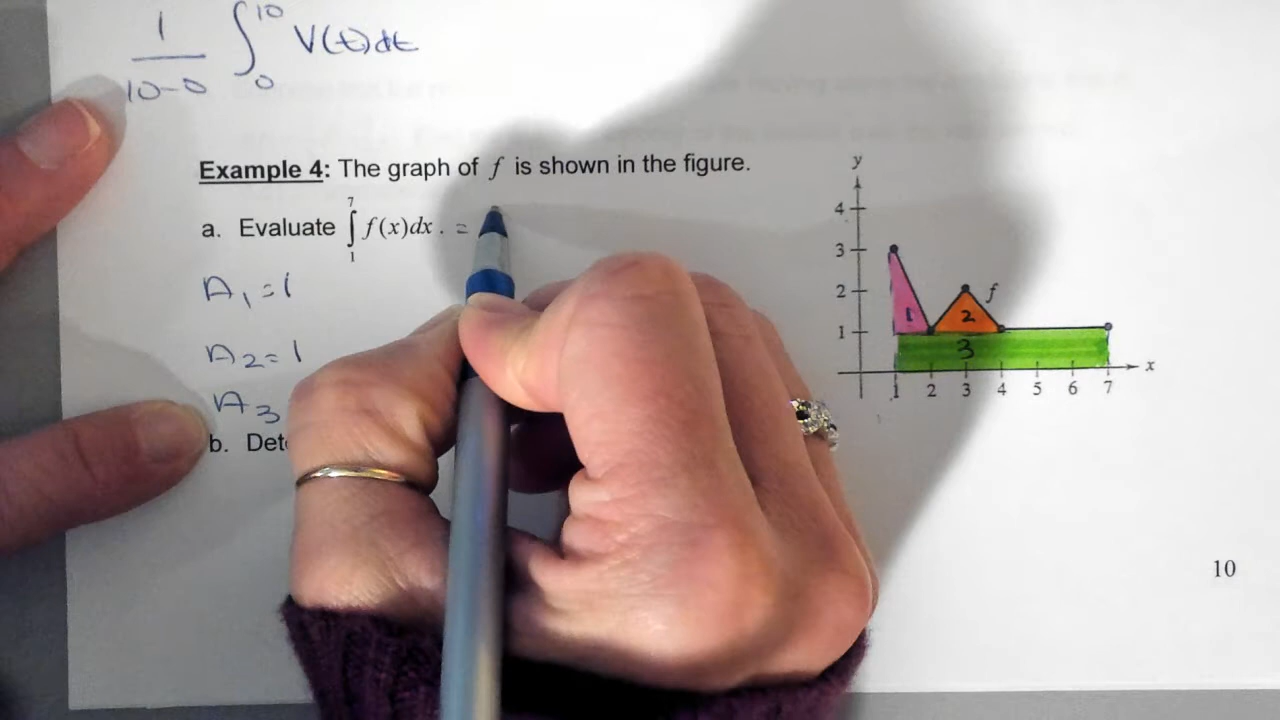 1
10-0 ∫₀¹⁰ V(t)dt
Example 4: The graph of f is shown in the figure.
a. Evaluate ∫₁⁷ f(x)dx. =
A₁=1
A₂=1
A₃
b.
y
4
3
2
1
f
1
2
3
x
1 2 3 4 5 6 7
10